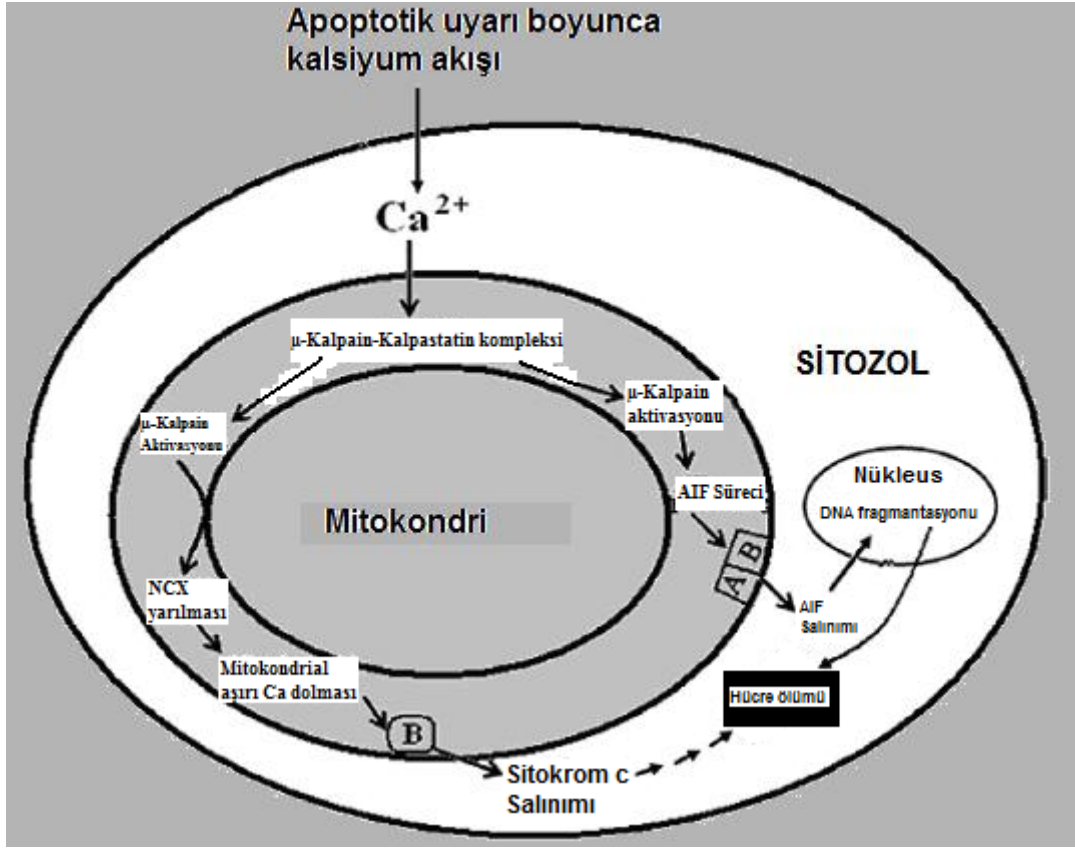 Apoptotik uyarı boyunca
kalsiyum akışı
Ca2+
µ-Kalpain-Kalpastatin kompleksi
µ-Kalpain
aktivasyonu
µ-Kalpain
Aktivasyonu
SİTOZOL
Nükleus
DNA fragmantasyonu
AIF Süreci
Mitokondri
A B
AIF
Salınımı
NCX
yarılması
Mitokondrial
aşırı Ca dolması
Hücre ölümü
B
Sitokrom c
Salınımı